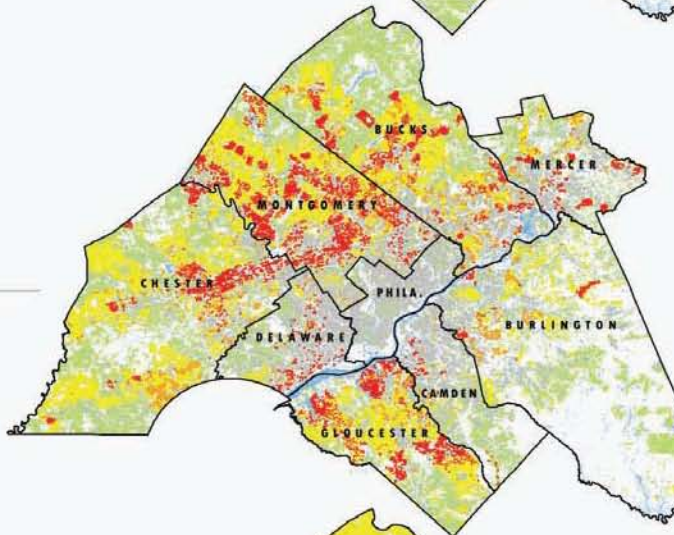 BUCKS
MERCER
MONTGOMERY
CHESTER
PHILA.
BURLINGTON
DELAWARE
CAMDEN
GLOUCESTER